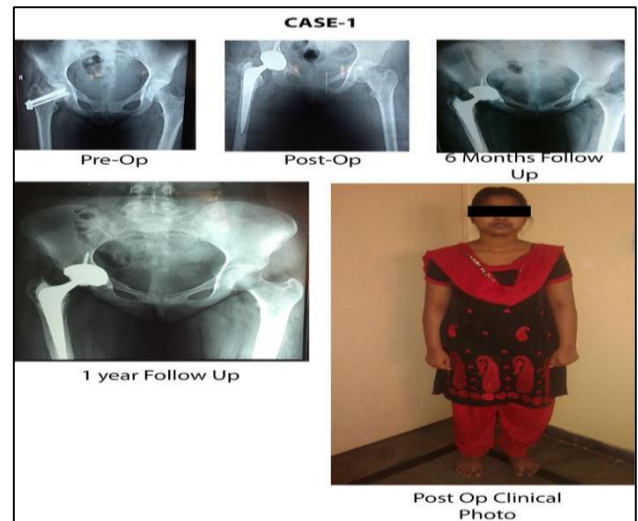 CASE-1
Pre-Op
Post-Op
6 Months Follow
Up
1 year Follow Up
Post Op Clinical
Photo